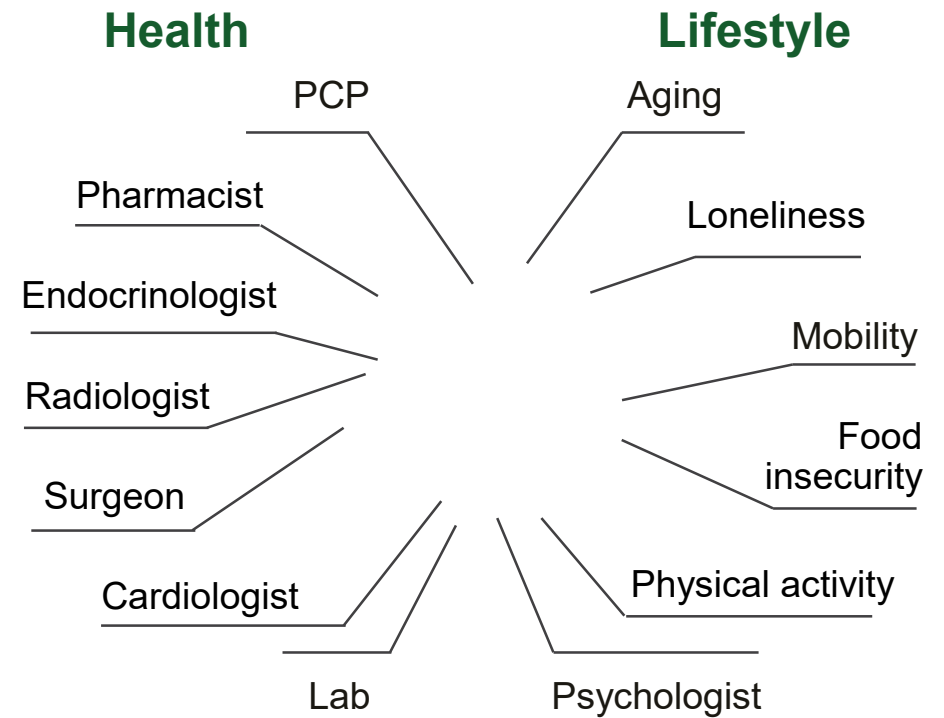 Health
Lifestyle
PCP
Aging
Pharmacist
Loneliness
Endocrinologist
Mobility
Radiologist
Food
insecurity
Surgeon
Physical activity
Cardiologist
Lab
Psychologist